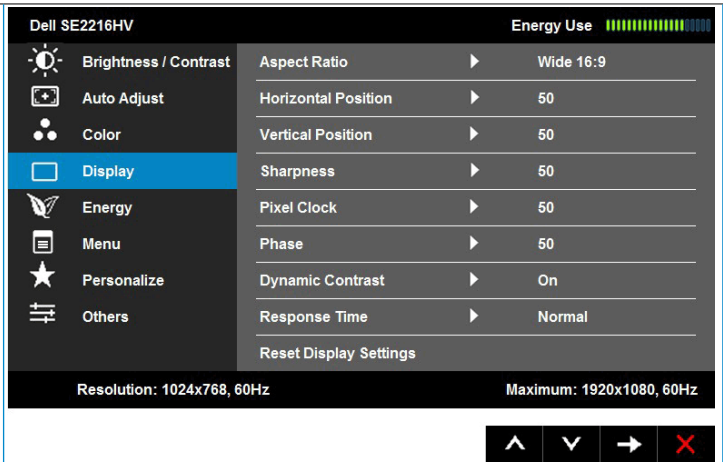 Dell SE2216HV Energy Use
Brightness / Contrast Aspect Ratio Wide 16:9
Auto Adjust Horizontal Position 50
Color Vertical Position 50
Display Sharpness 50
Energy Pixel Clock 50
Menu Phase 50
Personalize Dynamic Contrast On
Others Response Time Normal
Reset Display Settings
Resolution: 1024x768, 60Hz Maximum: 1920x1080, 60Hz